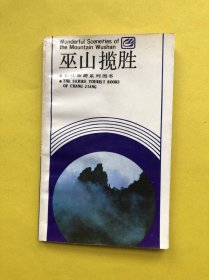 Wonderful Sceneries of
the Mountain Wushan
巫山揽胜
●长江旅游系列图书
●THE SERIES TOURIST BOOKS
OF CHANG JIANG